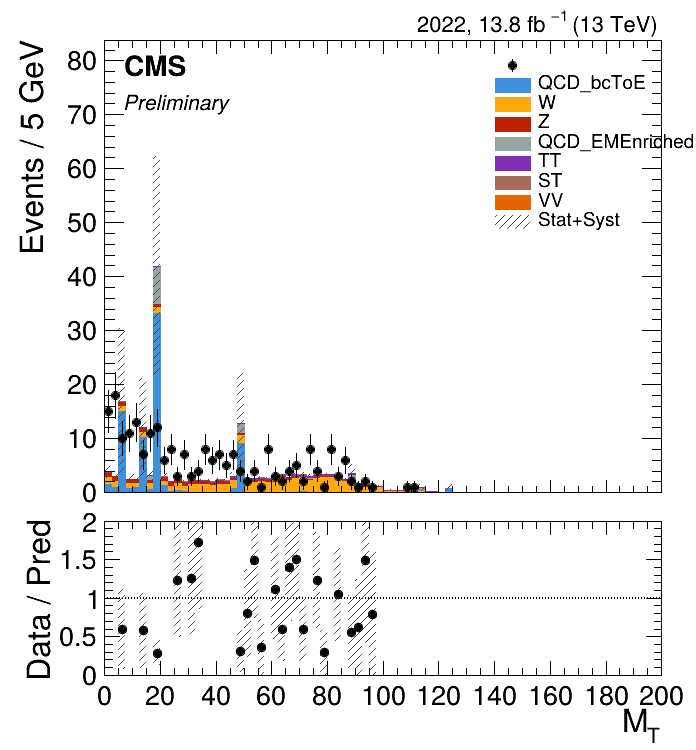 2022, 13.8 fb⁻¹ (13 TeV)
CMS
Preliminary
QCD_bcToE
W
Z
QCD_EMEnriched
TT
ST
VV
Stat+Syst
Events / 5 GeV
80
70
60
50
40
30
20
10
0
Data / Pred
2
1.5
1
0.5
0
0 20 40 60 80 100 120 140 160 180 200
M_T